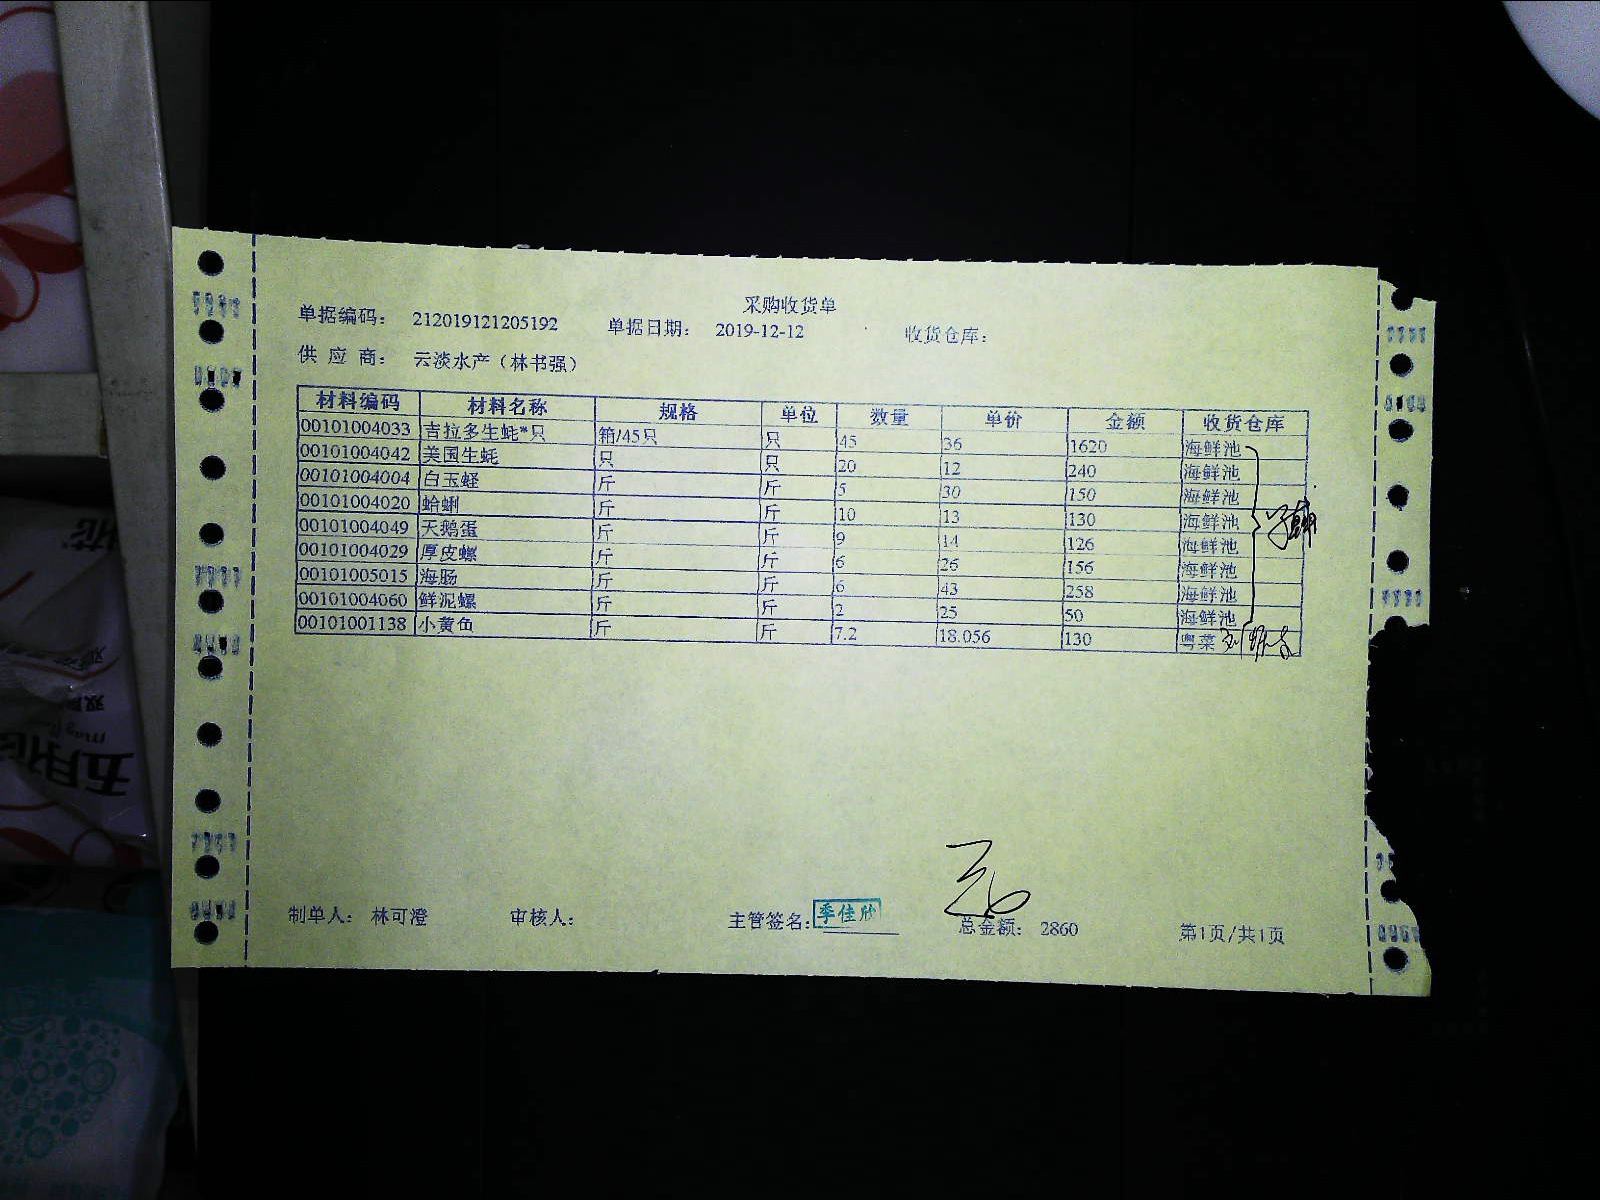 采购收货单
单据编码： 212019121205192 单据日期： 2019-12-12 收货仓库：
供 应 商： 云淡水产（林书强）
材料编码 材料名称 规格 单位 数量 单价 金额 收货仓库
00101004033 吉拉多生蚝*只 箱/45只 只 45 36 1620 海鲜池
00101004042 美国生蚝 只 只 20 12 240 海鲜池
00101004004 白玉蛏 斤 斤 5 30 150 海鲜池
00101004020 蛤蜊 斤 斤 10 13 130 海鲜池
00101004049 天鹅蛋 斤 斤 9 14 126 海鲜池
00101004029 厚皮螺 斤 斤 6 26 156 海鲜池
00101005015 海肠 斤 斤 6 43 258 海鲜池
00101004060 鲜泥螺 斤 斤 2 25 50 海鲜池
00101001138 小黄鱼 斤 斤 7.2 18.056 130 粤菜
制单人： 林可澄 审核人： 主管签名： 季佳欣 总金额： 2860 第1页/共1页
五月花